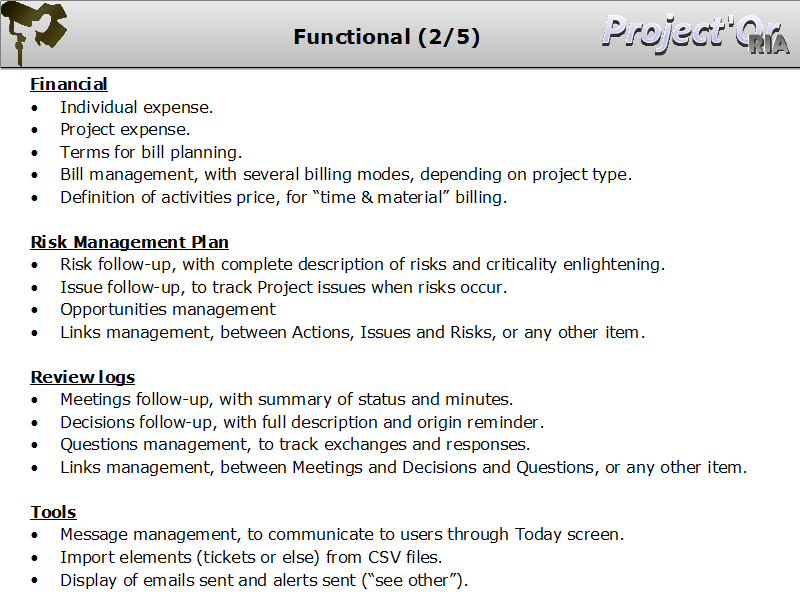 Functional (2/5)
Project'Or
RIA
Financial
• Individual expense.
• Project expense.
• Terms for bill planning.
• Bill management, with several billing modes, depending on project type.
• Definition of activities price, for “time & material” billing.
Risk Management Plan
• Risk follow-up, with complete description of risks and criticality enlightening.
• Issue follow-up, to track Project issues when risks occur.
• Opportunities management
• Links management, between Actions, Issues and Risks, or any other item.
Review logs
• Meetings follow-up, with summary of status and minutes.
• Decisions follow-up, with full description and origin reminder.
• Questions management, to track exchanges and responses.
• Links management, between Meetings and Decisions and Questions, or any other item.
Tools
• Message management, to communicate to users through Today screen.
• Import elements (tickets or else) from CSV files.
• Display of emails sent and alerts sent (“see other”).